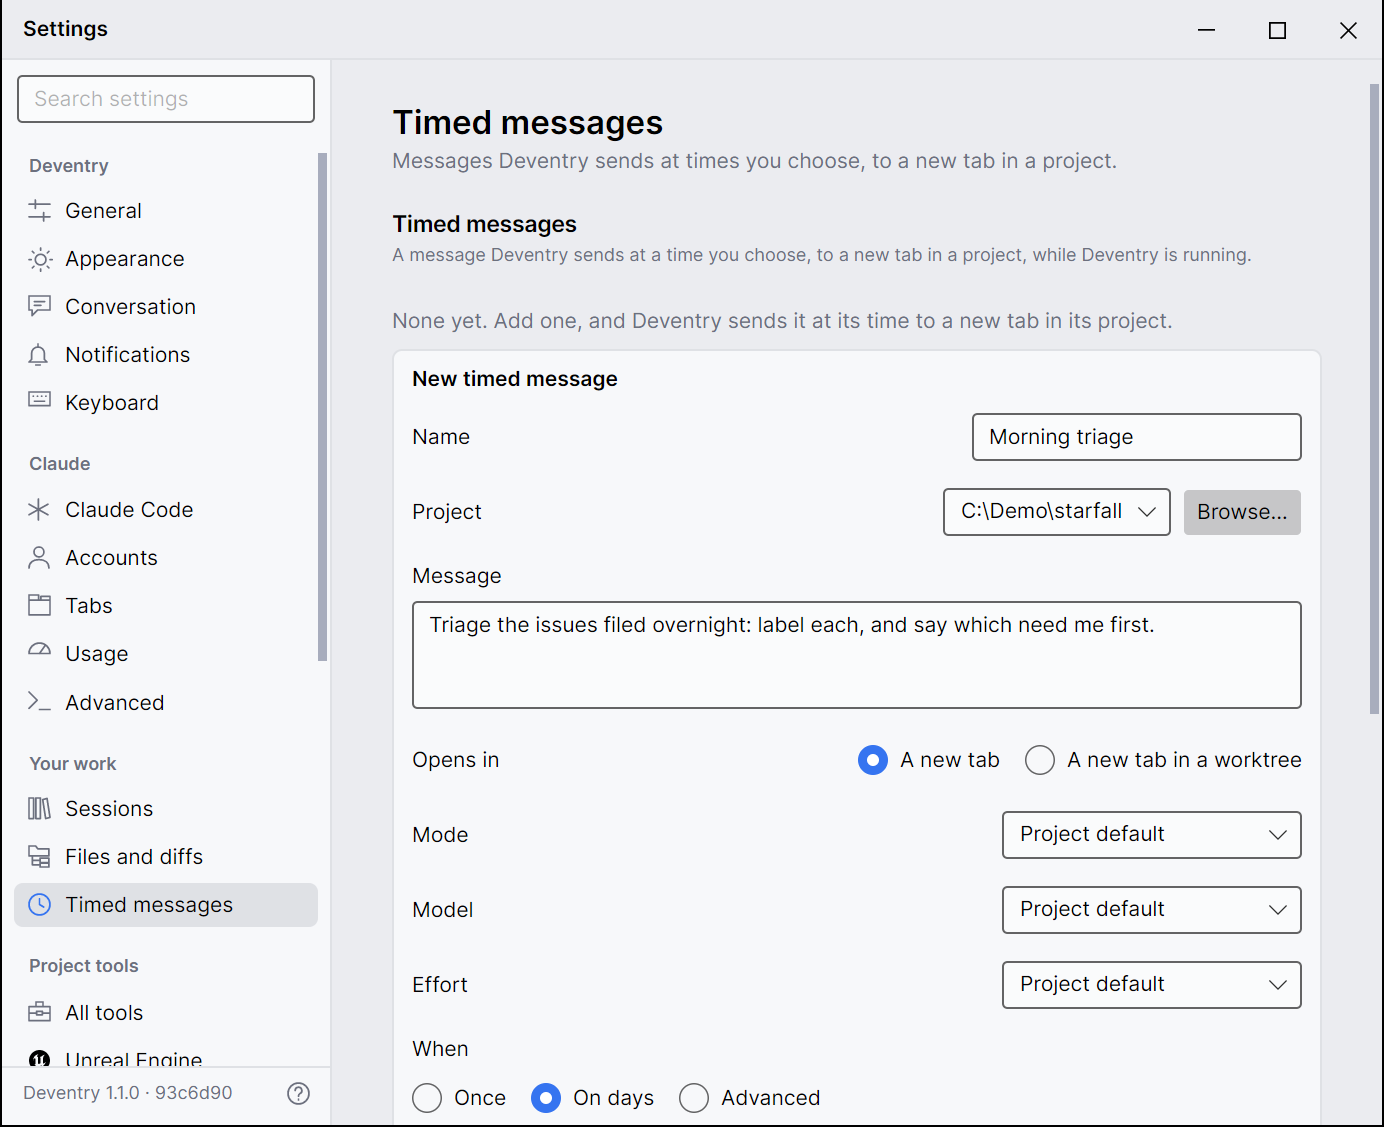 Settings
Search settings
Deventry
General
Appearance
Conversation
Notifications
Keyboard
Claude
Claude Code
Accounts
Tabs
Usage
Advanced
Your work
Sessions
Files and diffs
Timed messages
Project tools
All tools
Unreal Engine
Deventry 1.1.0 · 93c6d90
Timed messages
Messages Deventry sends at times you choose, to a new tab in a project.
Timed messages
A message Deventry sends at a time you choose, to a new tab in a project, while Deventry is running.
None yet. Add one, and Deventry sends it at its time to a new tab in its project.
New timed message
Name
Morning triage
Project
C:\Demo\starfall
Browse...
Message
Triage the issues filed overnight: label each, and say which need me first.
Opens in
A new tab
A new tab in a worktree
Mode
Project default
Model
Project default
Effort
Project default
When
Once
On days
Advanced